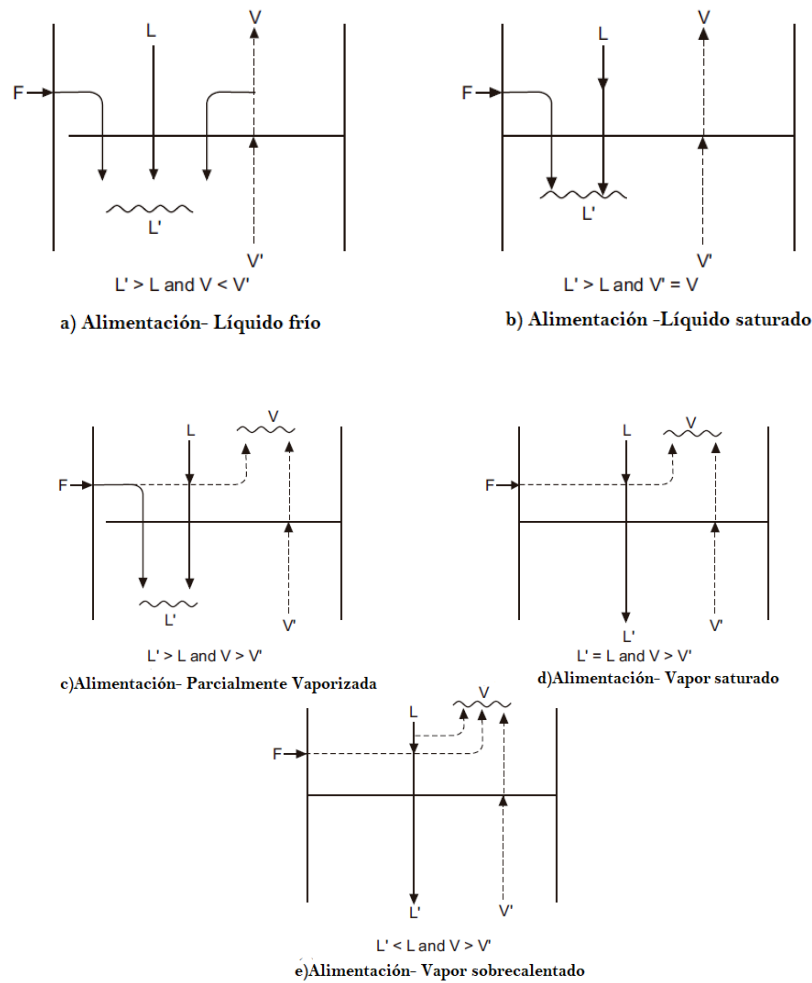 L V
F
L'
V'
L' > L and V < V'
a) Alimentación- Líquido frío
L V
F
L'
V'
L' > L and V' = V
b) Alimentación -Líquido saturado
V
L
F
L'
V'
L' > L and V > V'
c)Alimentación- Parcialmente Vaporizada
V
L
F
L' V'
L' = L and V > V'
d)Alimentación- Vapor saturado
V
L
F
L' V'
L' < L and V > V'
e)Alimentación- Vapor sobrecalentado